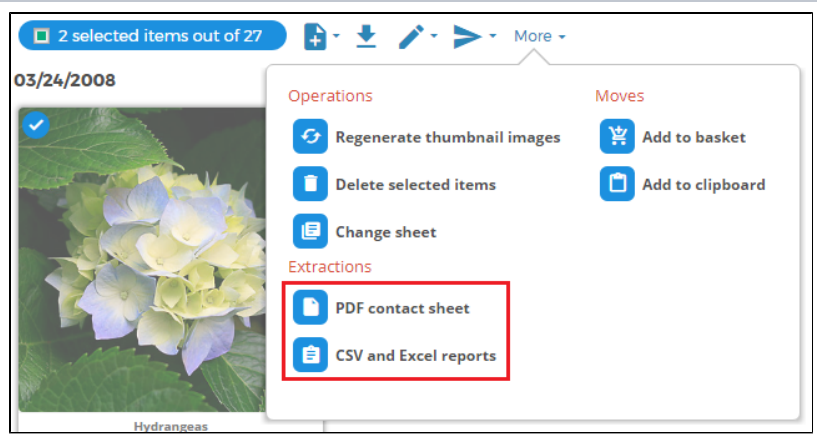 2 selected items out of 27
More
03/24/2008
Operations
Moves
Regenerate thumbnail images
Add to basket
Delete selected items
Add to clipboard
Change sheet
Extractions
PDF contact sheet
CSV and Excel reports
Hydrangeas